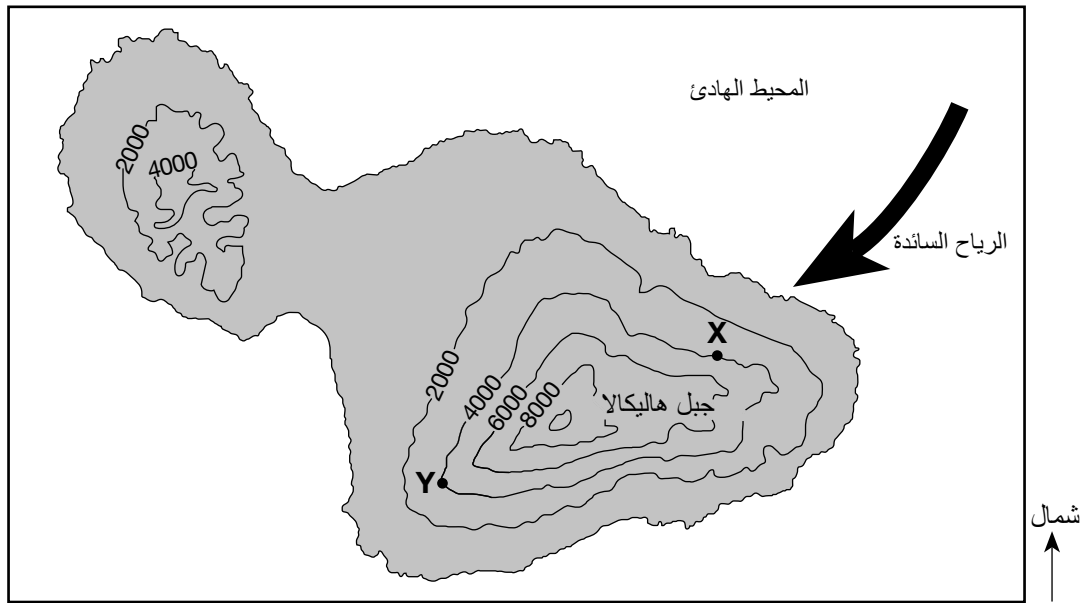 المحيط الهادئ
الرياح السائدة
2000
4000
X
2000
4000
6000
8000
جبل هاليكالا
Y
شمال